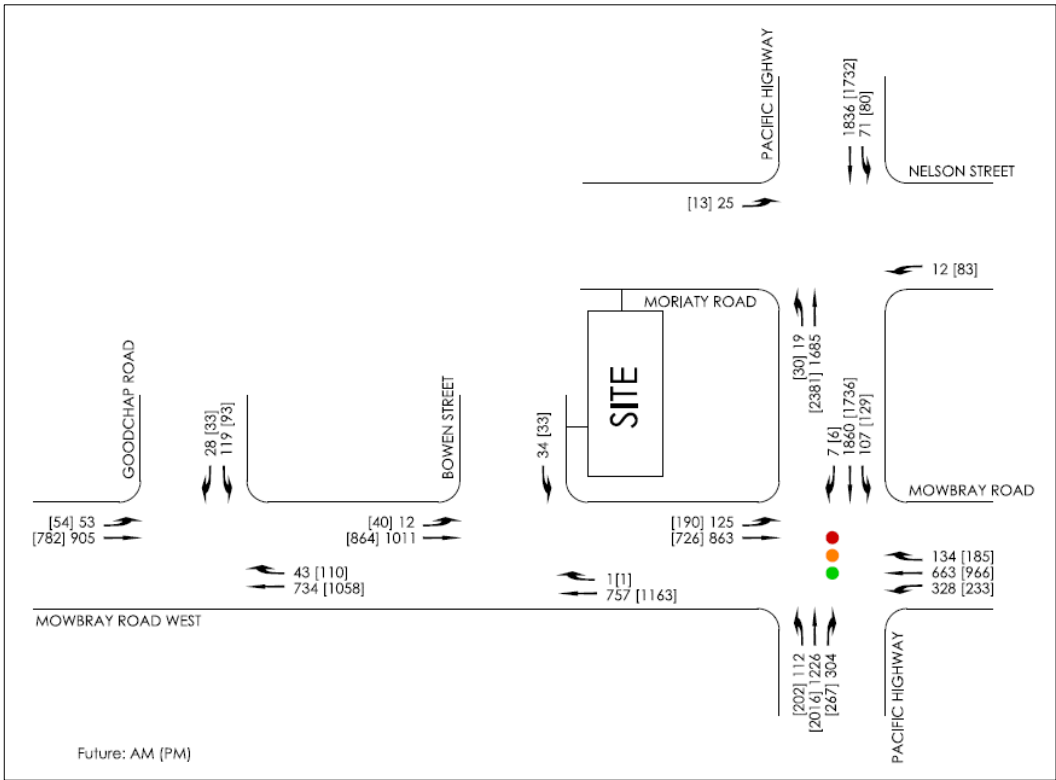 PACIFIC HIGHWAY
1836 [1732]
71 [80]
NELSON STREET
[13] 25
12 [83]
MORJATY ROAD
[30] 19
[2381] 1685
SITE
GOODCHAP ROAD
28 [33]
119 [93]
BOWEN STREET
34 [33]
7 [6]
1860 [1736]
107 [129]
MOWBRAY ROAD
[54] 53
[782] 905
[40] 12
[864] 1011
[190] 125
[726] 863
43 [110]
734 [1058]
1[1]
757 [1163]
134 [185]
663 [966]
328 [233]
MOWBRAY ROAD WEST
[202] 112
[2016] 1226
[267] 304
PACIFIC HIGHWAY
Future: AM (PM)